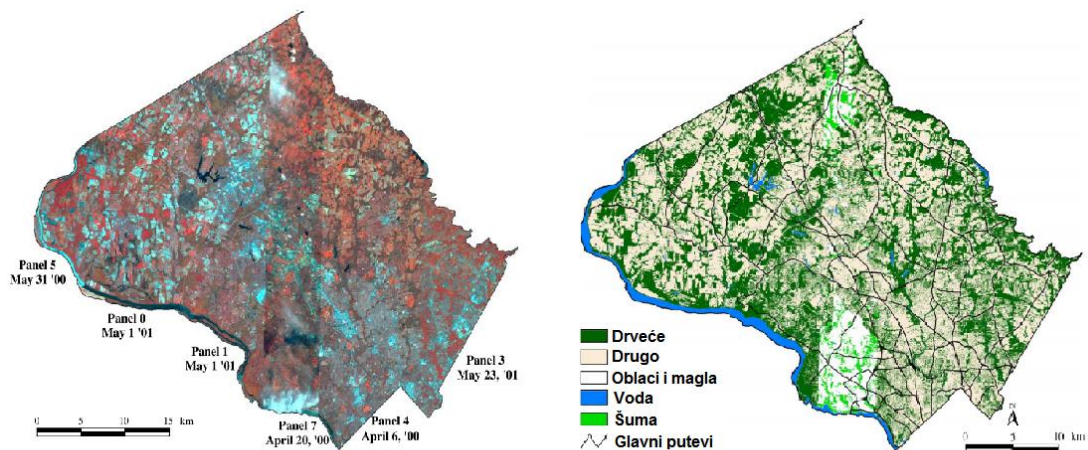 Panel 5
May 31 '00
Panel 0
May 1 '01
Panel 1
May 1 '01
Panel 3
May 23, '01
Panel 4
April 6, '00
Panel 7
April 20, '00
0 5 10 15 km
Drveće
Drugo
Oblaci i magla
Voda
Šuma
Glavni putevi
N
0 5 10 km